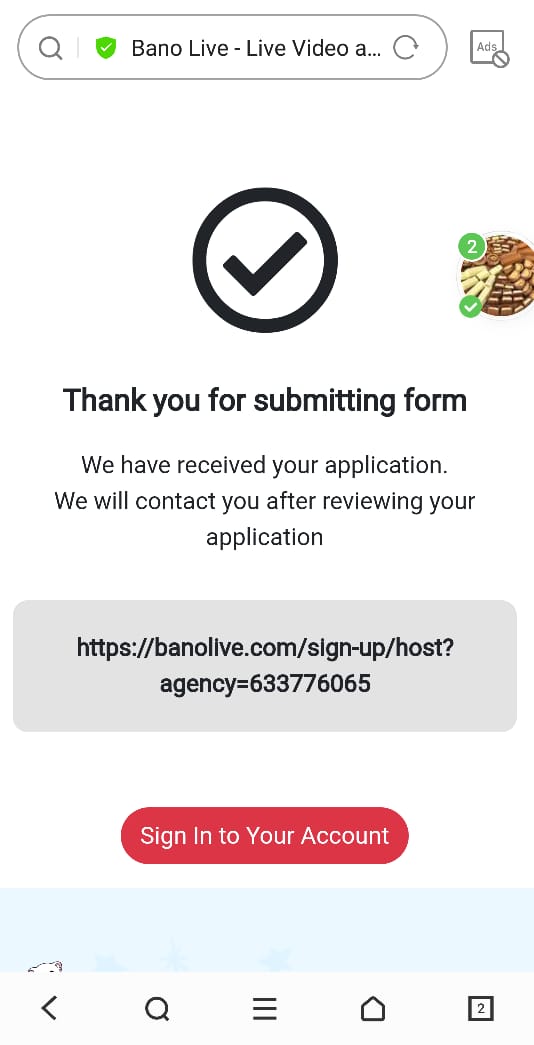 Bano Live - Live Video a...
Ads
2
Thank you for submitting form
We have received your application.
We will contact you after reviewing your
application
https://banolive.com/sign-up/host?
agency=633776065
Sign In to Your Account
2